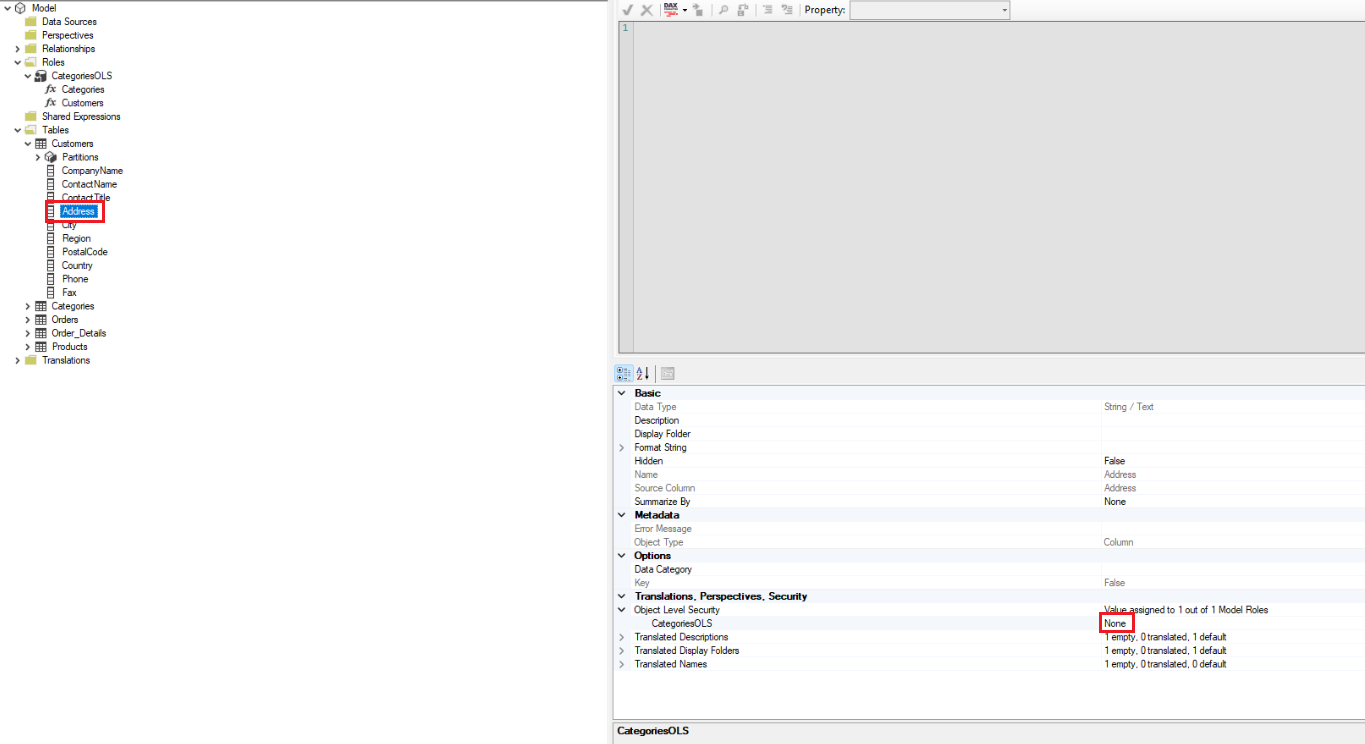 Model
Data Sources
Perspectives
Relationships
Roles
CategoriesOLS
fx Categories
fx Customers
Shared Expressions
Tables
Customers
Partitions
CompanyName
ContactName
ContactTitle
Address
City
Region
PostalCode
Country
Phone
Fax
Categories
Orders
Order_Details
Products
Translations
DAX Property:
1
Basic
Data Type String / Text
Description
Display Folder
Format String
Hidden False
Name Address
Source Column Address
Summarize By None
Metadata
Error Message
Object Type Column
Options
Data Category
Key False
Translations, Perspectives, Security
Object Level Security Value assigned to 1 out of 1 Model Roles
CategoriesOLS None
Translated Descriptions 1 empty, 0 translated, 1 default
Translated Display Folders 1 empty, 0 translated, 1 default
Translated Names 1 empty, 0 translated, 0 default
CategoriesOLS